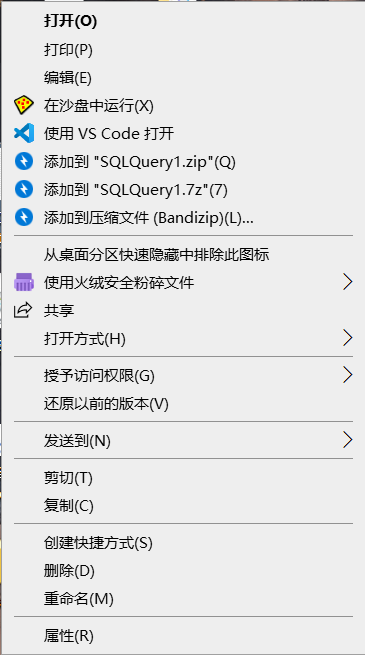 打开(O)
打印(P)
编辑(E)
在沙盘中运行(X)
使用 VS Code 打开
添加到 "SQLQuery1.zip"(Q)
添加到 "SQLQuery1.7z"(7)
添加到压缩文件 (Bandizip)(L)...
从桌面分区快速隐藏中排除此图标
使用火绒安全粉碎文件
共享
打开方式(H)
授予访问权限(G)
还原以前的版本(V)
发送到(N)
剪切(T)
复制(C)
创建快捷方式(S)
删除(D)
重命名(M)
属性(R)